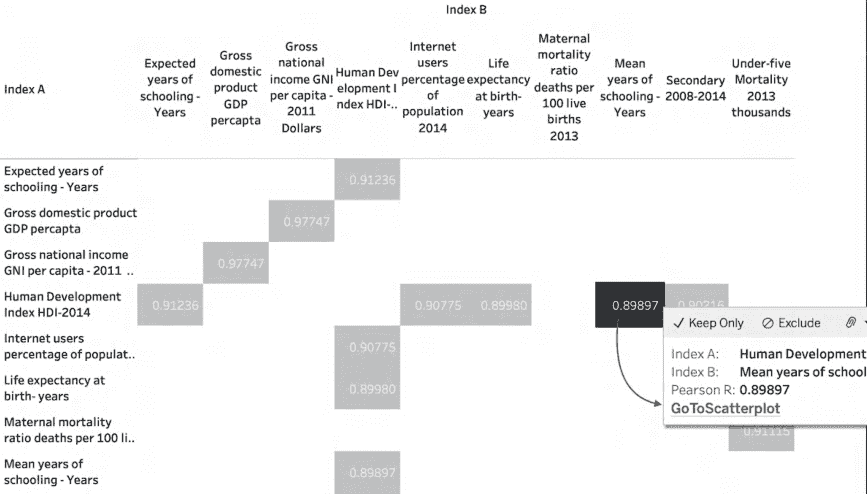 Index B
Index A
Expected
years of
schooling -
Years
Gross
domestic
product
GDP
percapta
Gross
national
income GNI
per capita -
2011
Dollars
Human Dev
elopment I
ndex HDI-..
Internet
users
percentage
of
population
2014
Life
expectancy
at birth-
years
Maternal
mortality
ratio
deaths per
100 live
births
2013
Mean
years of
schooling -
Years
Secondary
2008-2014
Under-five
Mortality
2013
thousands
Expected years of
schooling - Years
0.91236
Gross domestic product
GDP percapta
0.97747
Gross national income
GNI per capita - 2011 ..
0.97747
Human Development
Index HDI-2014
0.91236 0.90775 0.89980 0.89897 0.90216
Internet users
percentage of populat..
0.90775
Life expectancy at
birth- years
0.89980
Maternal mortality
ratio deaths per 100 li..
0.91115
Mean years of
schooling - Years
0.89897
Keep Only Exclude
Index A: Human Development
Index B: Mean years of school
Pearson R: 0.89897
GoToScatterplot